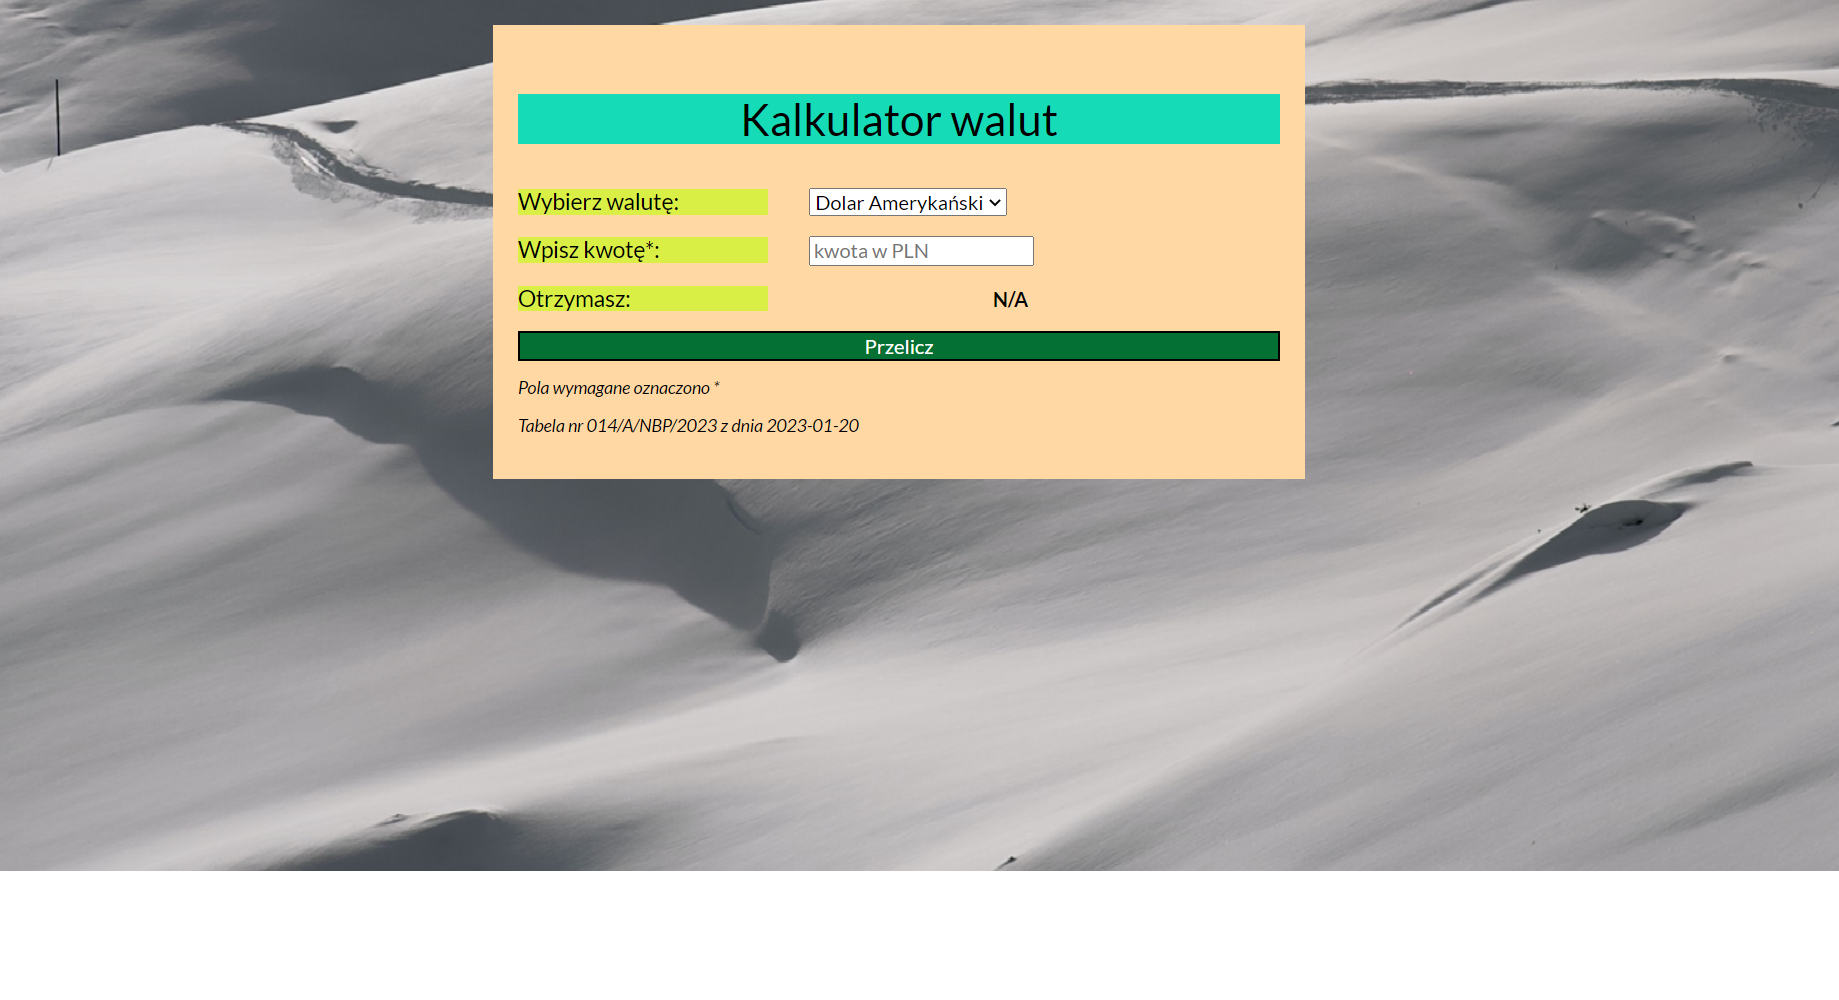 Kalkulator walut
Wybierz walutę:
Dolar Amerykański
Wpisz kwotę*:
kwota w PLN
Otrzymasz:
N/A
Przelicz
Pola wymagane oznaczono *
Tabela nr 014/A/NBP/2023 z dnia 2023-01-20